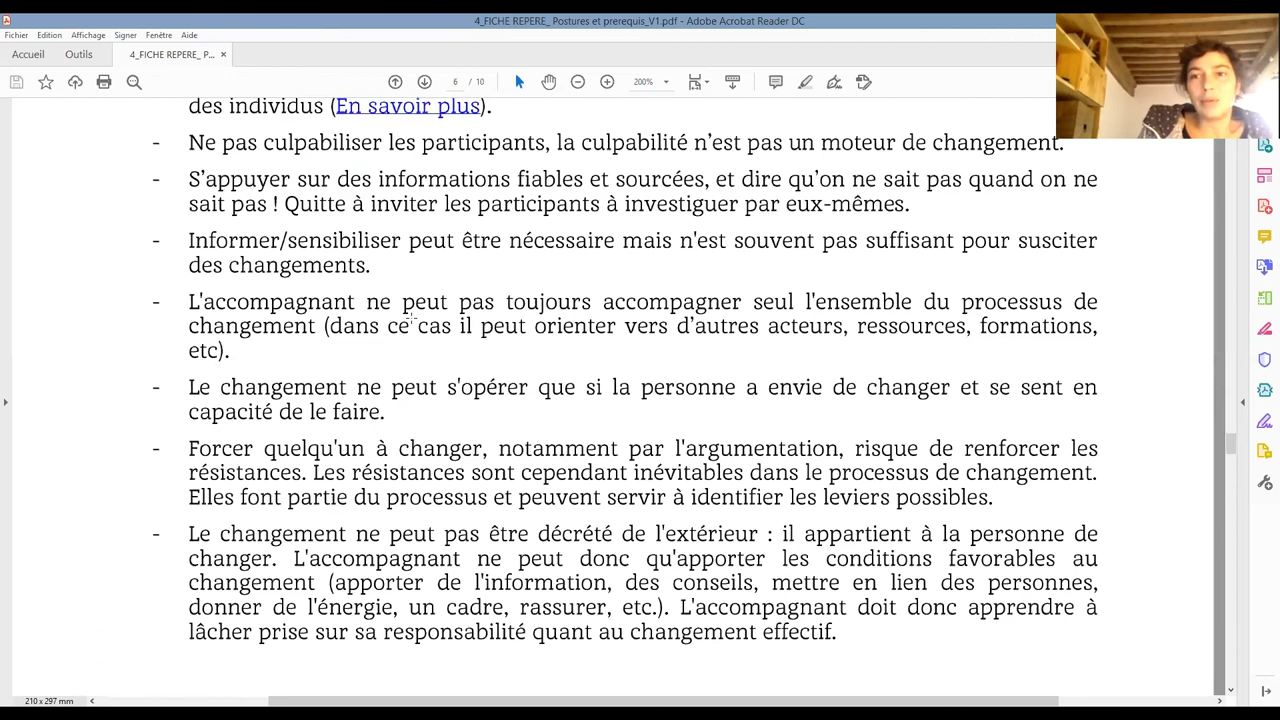 4_FICHE REPERE_ Postures et prerequis_V1.pdf - Adobe Acrobat Reader DC
Fichier Edition Affichage Signer Fenêtre Aide
Accueil Outils 4_FICHE REPERE_ P... ×
6 / 10 200%
des individus (En savoir plus).
- Ne pas culpabiliser les participants, la culpabilité n’est pas un moteur de changement.
- S’appuyer sur des informations fiables et sourcées, et dire qu’on ne sait pas quand on ne
sait pas ! Quitte à inviter les participants à investiguer par eux-mêmes.
- Informer/sensibiliser peut être nécessaire mais n'est souvent pas suffisant pour susciter
des changements.
- L'accompagnant ne peut pas toujours accompagner seul l'ensemble du processus de
changement (dans ce cas il peut orienter vers d’autres acteurs, ressources, formations,
etc).
- Le changement ne peut s'opérer que si la personne a envie de changer et se sent en
capacité de le faire.
- Forcer quelqu'un à changer, notamment par l'argumentation, risque de renforcer les
résistances. Les résistances sont cependant inévitables dans le processus de changement.
Elles font partie du processus et peuvent servir à identifier les leviers possibles.
- Le changement ne peut pas être décrété de l'extérieur : il appartient à la personne de
changer. L'accompagnant ne peut donc qu'apporter les conditions favorables au
changement (apporter de l'information, des conseils, mettre en lien des personnes,
donner de l'énergie, un cadre, rassurer, etc.). L'accompagnant doit donc apprendre à
lâcher prise sur sa responsabilité quant au changement effectif.
210 x 297 mm